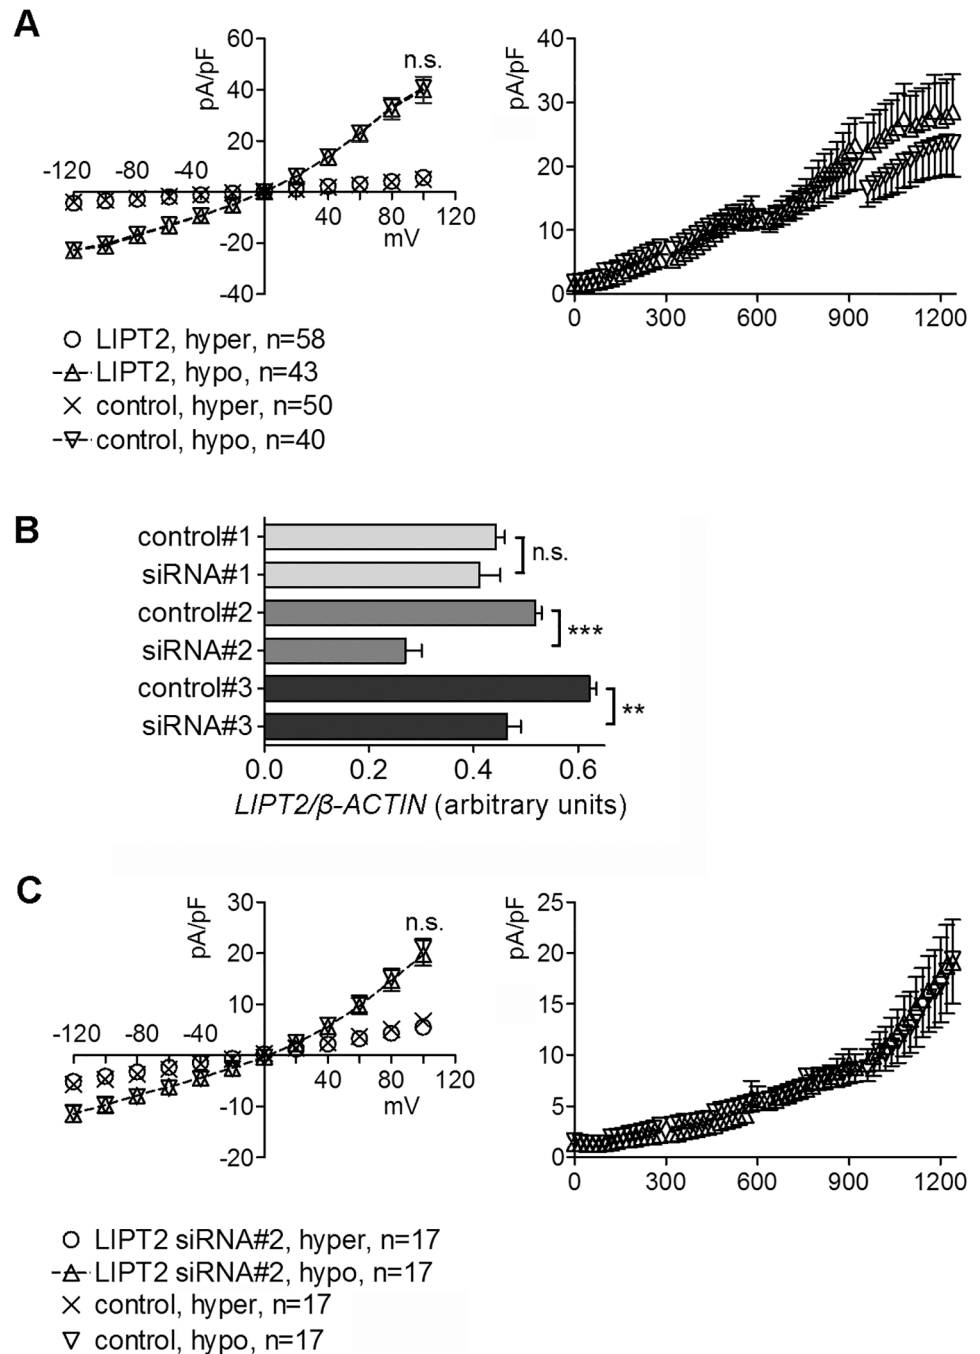 A
pA/pF
60
40
20
-20
-40
-120 -80 -40
40 80 120
mV
n.s.
pA/pF
40
30
20
10
0
0 300 600 900 1200
LIPT2, hyper, n=58
LIPT2, hypo, n=43
control, hyper, n=50
control, hypo, n=40
B
control#1
siRNA#1
control#2
siRNA#2
control#3
siRNA#3
n.s.
***
**
0.0 0.2 0.4 0.6
LIPT2/β-ACTIN (arbitrary units)
C
pA/pF
30
20
10
-10
-20
-120 -80 -40
40 80 120
mV
n.s.
pA/pF
25
20
15
10
5
0
0 300 600 900 1200
LIPT2 siRNA#2, hyper, n=17
LIPT2 siRNA#2, hypo, n=17
control, hyper, n=17
control, hypo, n=17